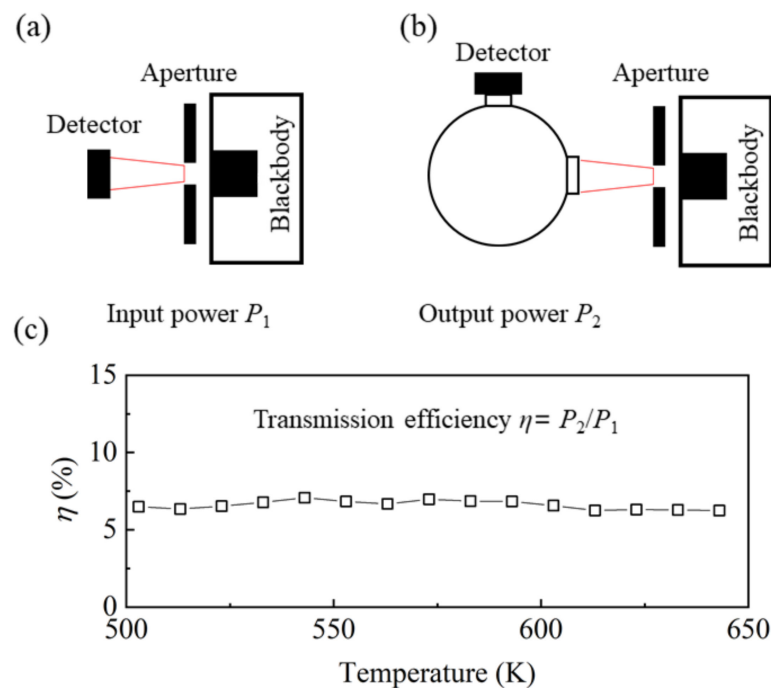 (a)
Aperture
Detector
Blackbody
Input power P₁
(b)
Detector
Aperture
Blackbody
Output power P₂
(c)
Transmission efficiency η= P₂/P₁
η (%)
15
10
5
0
500
550
600
650
Temperature (K)